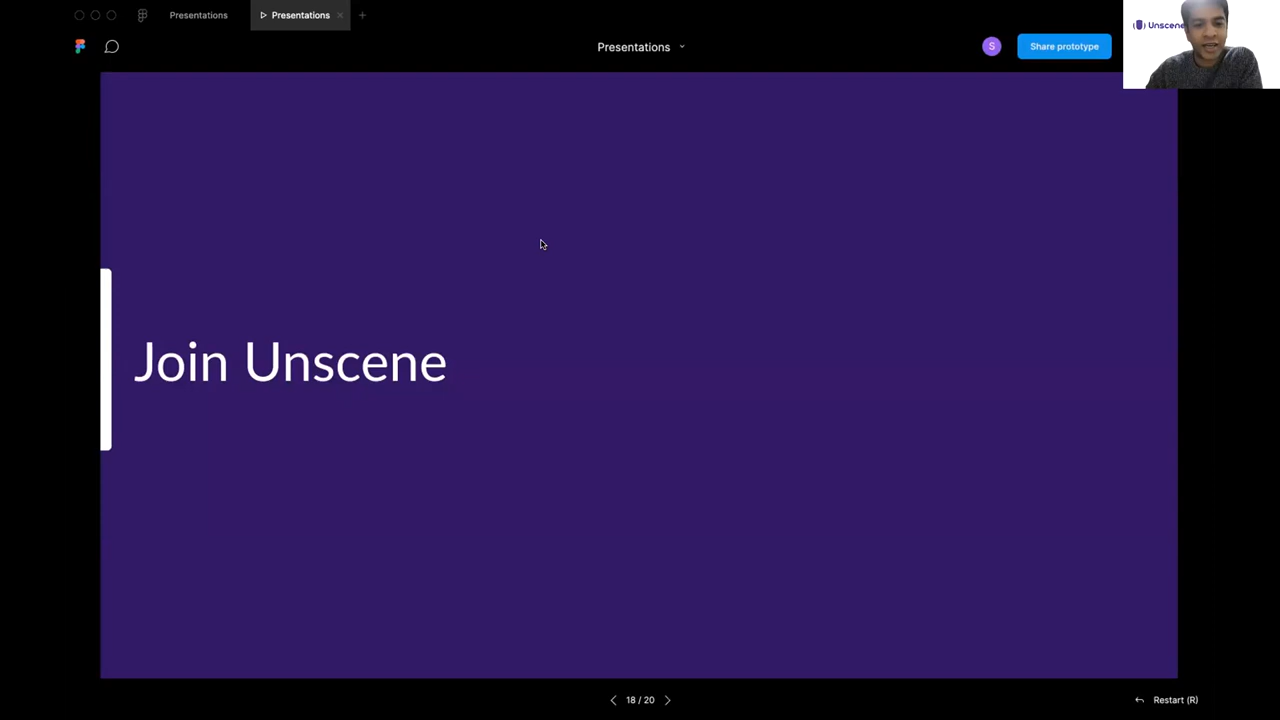 Presentations
Presentations
Presentations
S
Share prototype
Unscene
Join Unscene
18 / 20
Restart (R)